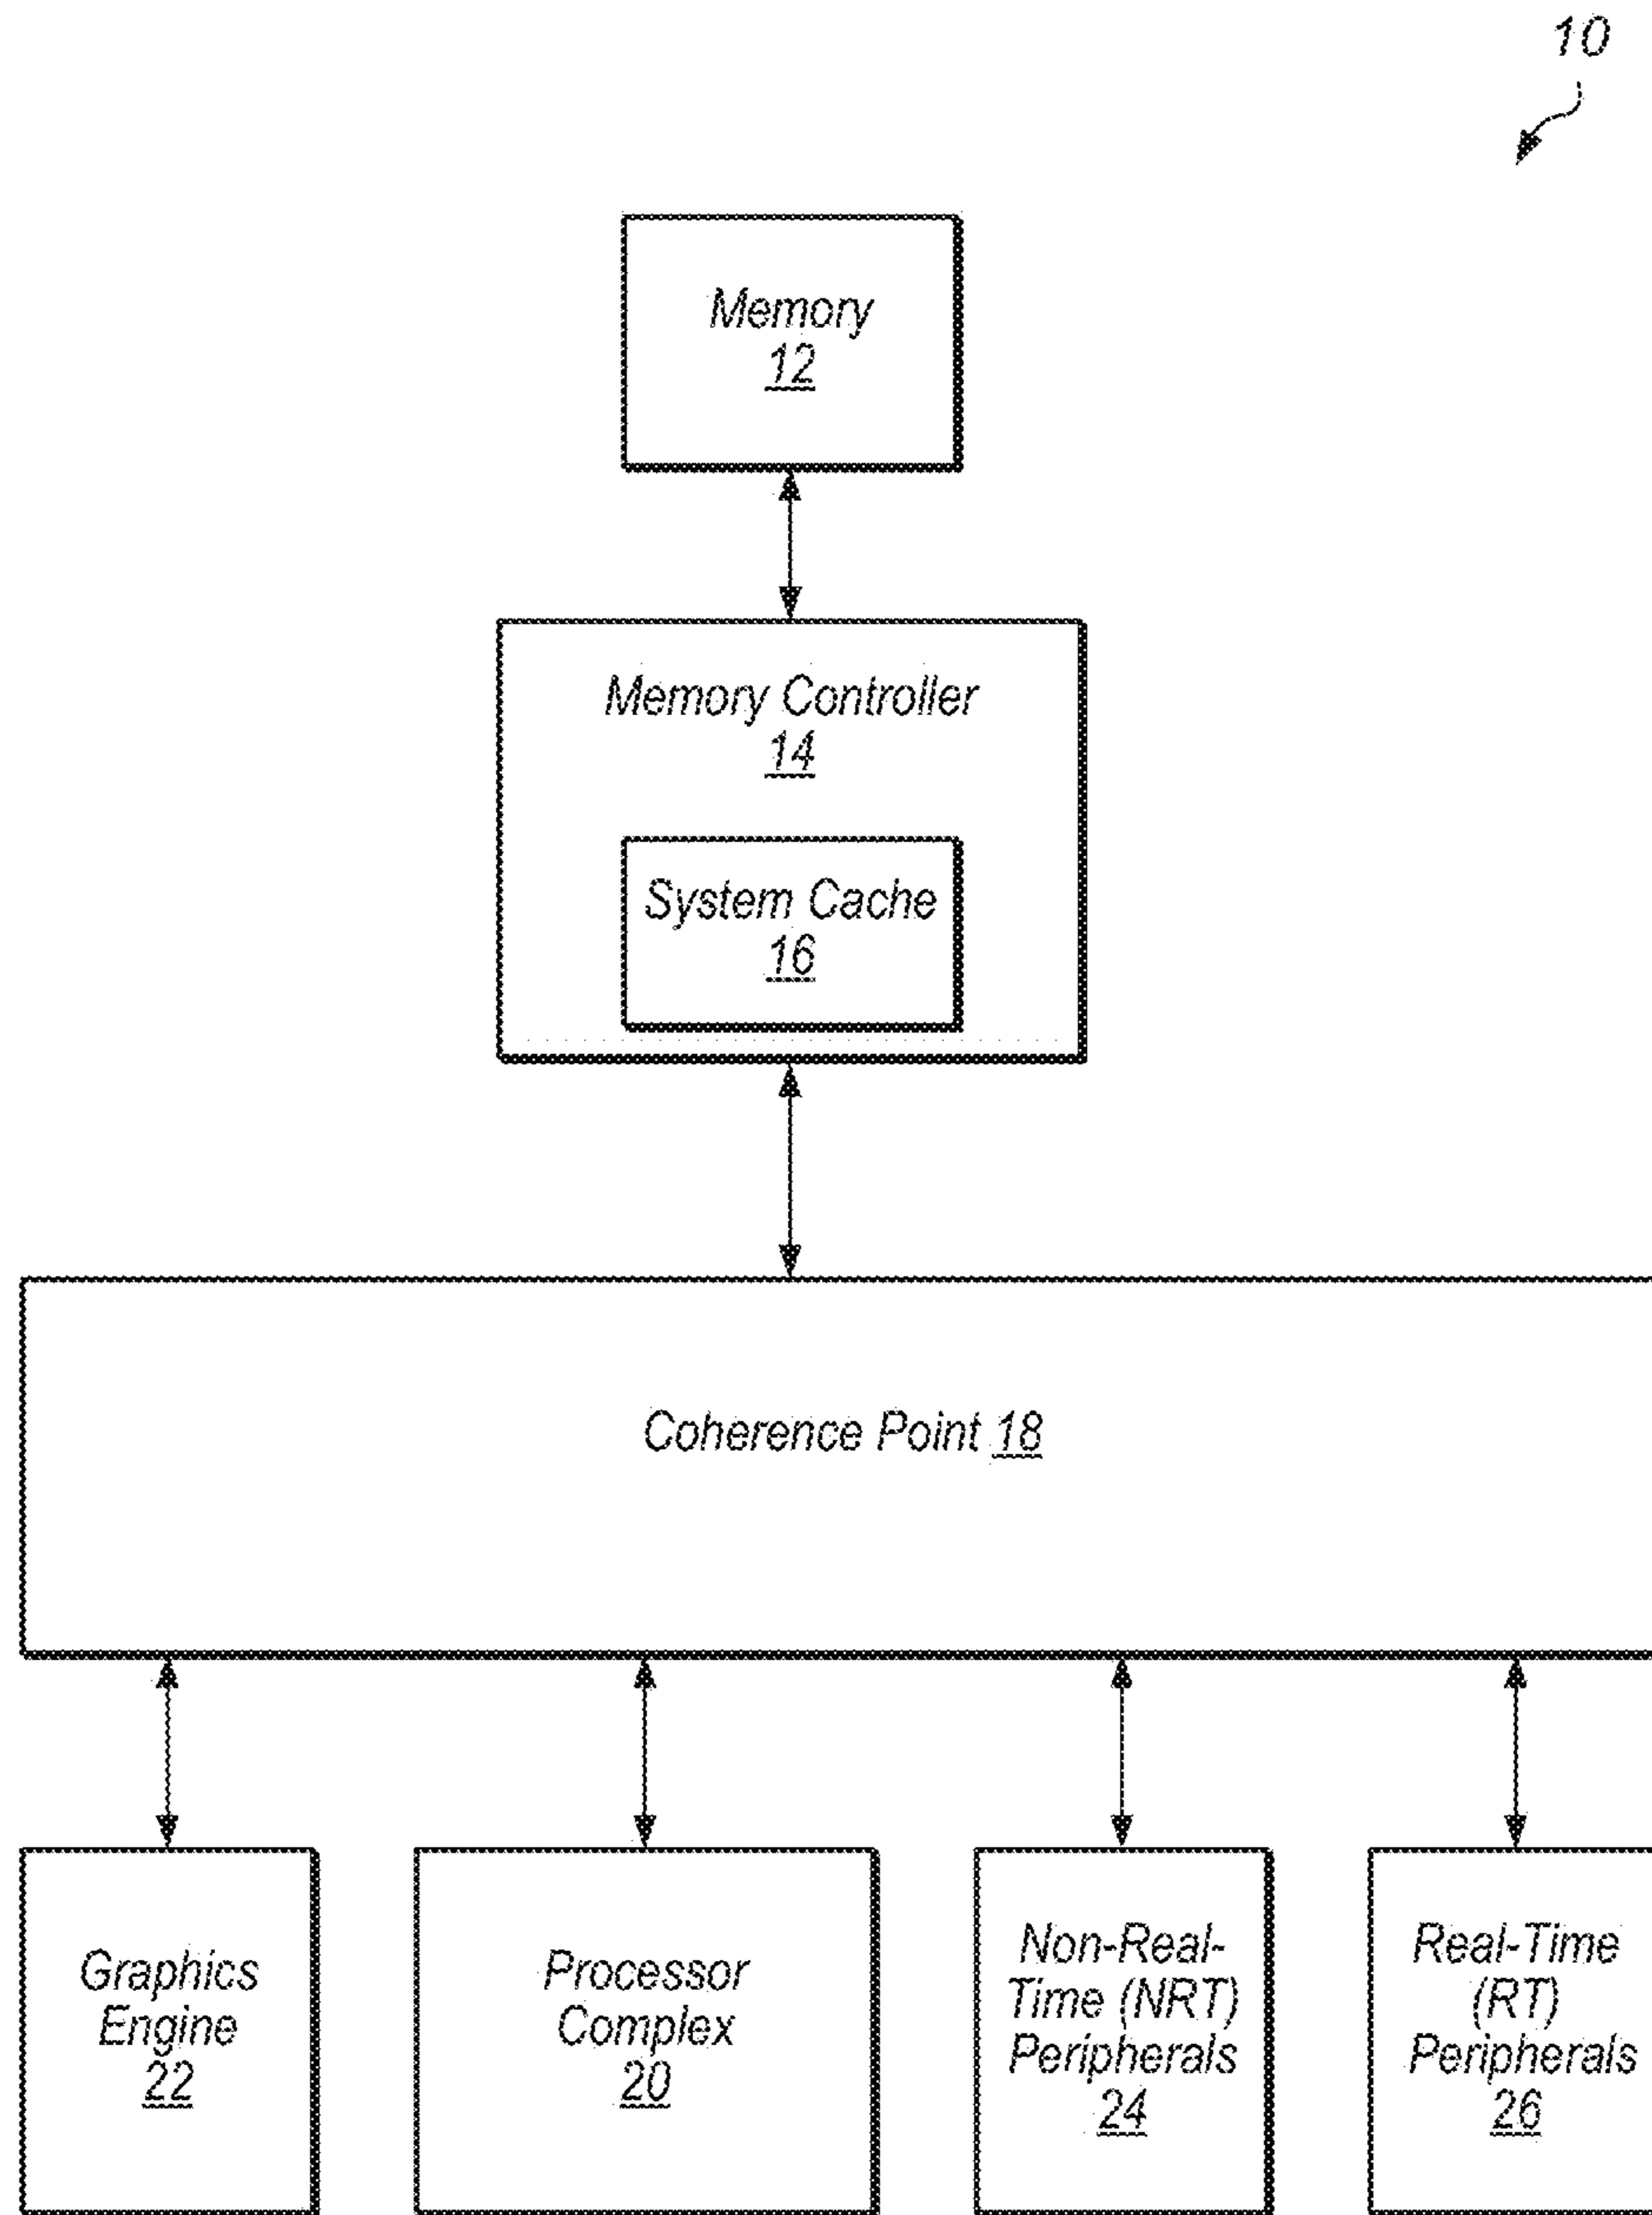 10
Memory
12
Memory Controller
14
System Cache
16
Coherence Point 18
Graphics
Engine
22
Processor
Complex
20
Non-Real-
Time (NRT)
Peripherals
24
Real-Time
(RT)
Peripherals
26